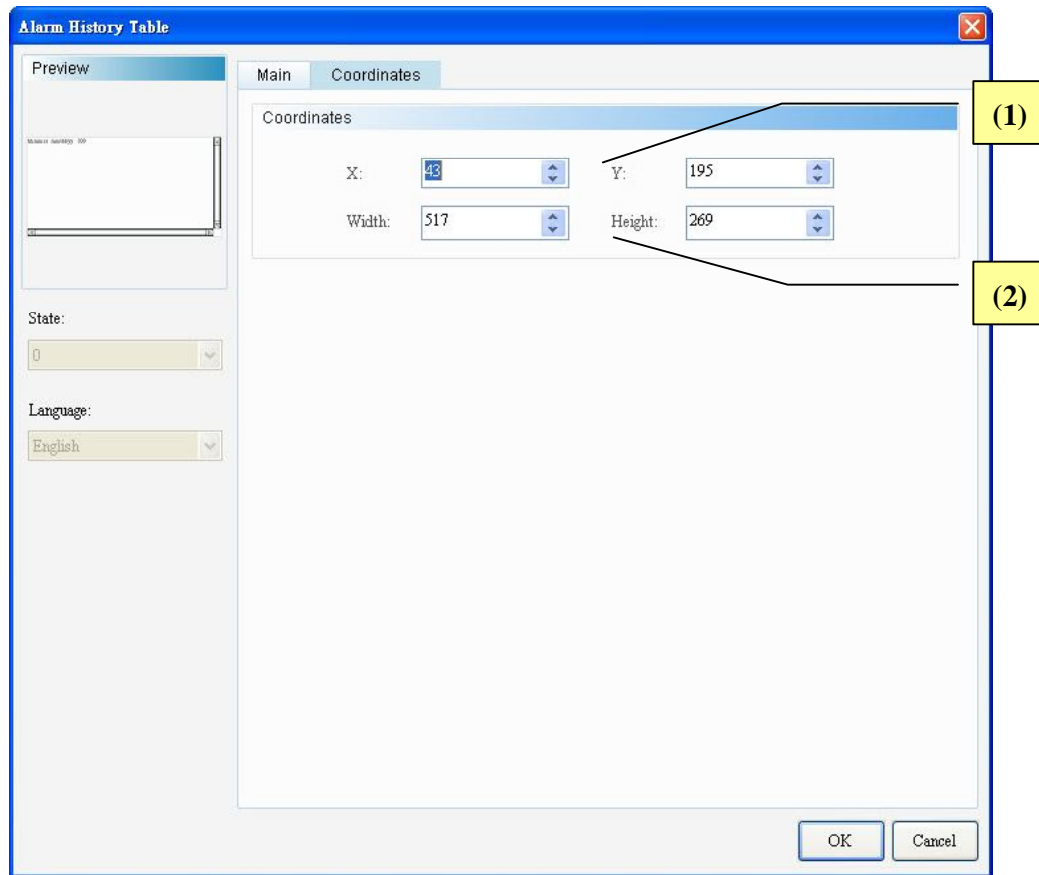 Alarm History Table
Preview
Main Coordinates
Coordinates
(1)
X: 43 Y: 195
Width: 517 Height: 269
(2)
State:
0
Language:
English
OK Cancel